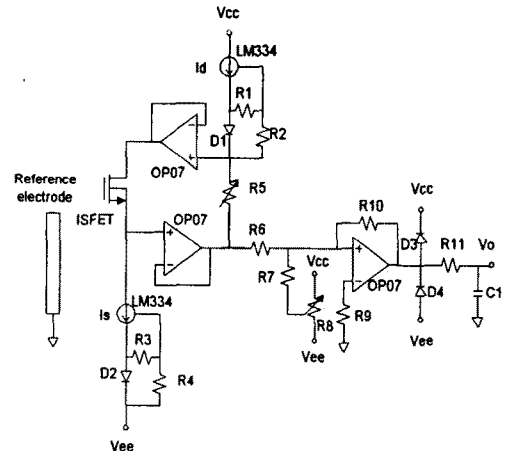 Vcc
LM334
Id
R1
D1
R2
OP07
Reference
electrode
ISFET
R5
OP07
R6
R10
Vcc
D3
R11
Vo
R7
Vcc
OP07
D4
C1
R8
R9
Vee
Vee
LM334
Is
R3
D2
R4
Vee